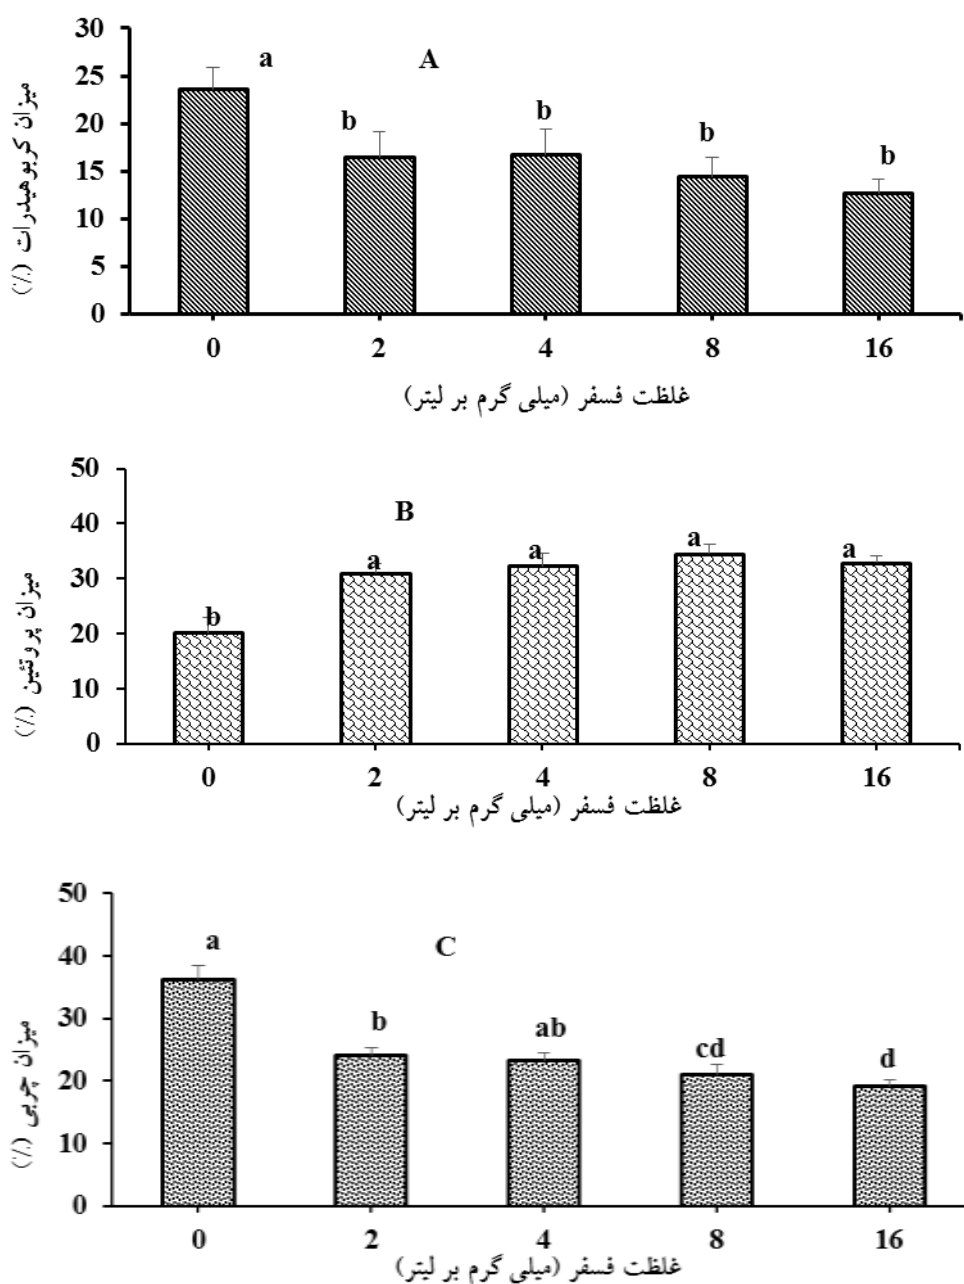 A
میزان کربوهیدرات (٪)
30
25
20
15
10
5
0
a
b
b
b
b
0 2 4 8 16
غلظت فسفر (میلی گرم بر لیتر)
B
میزان پروتئین (٪)
50
40
30
20
10
0
b
a
a
a
a
0 2 4 8 16
غلظت فسفر (میلی گرم بر لیتر)
C
میزان چربی (٪)
50
40
30
20
10
0
a
b
ab
cd
d
0 2 4 8 16
غلظت فسفر (میلی گرم بر لیتر)